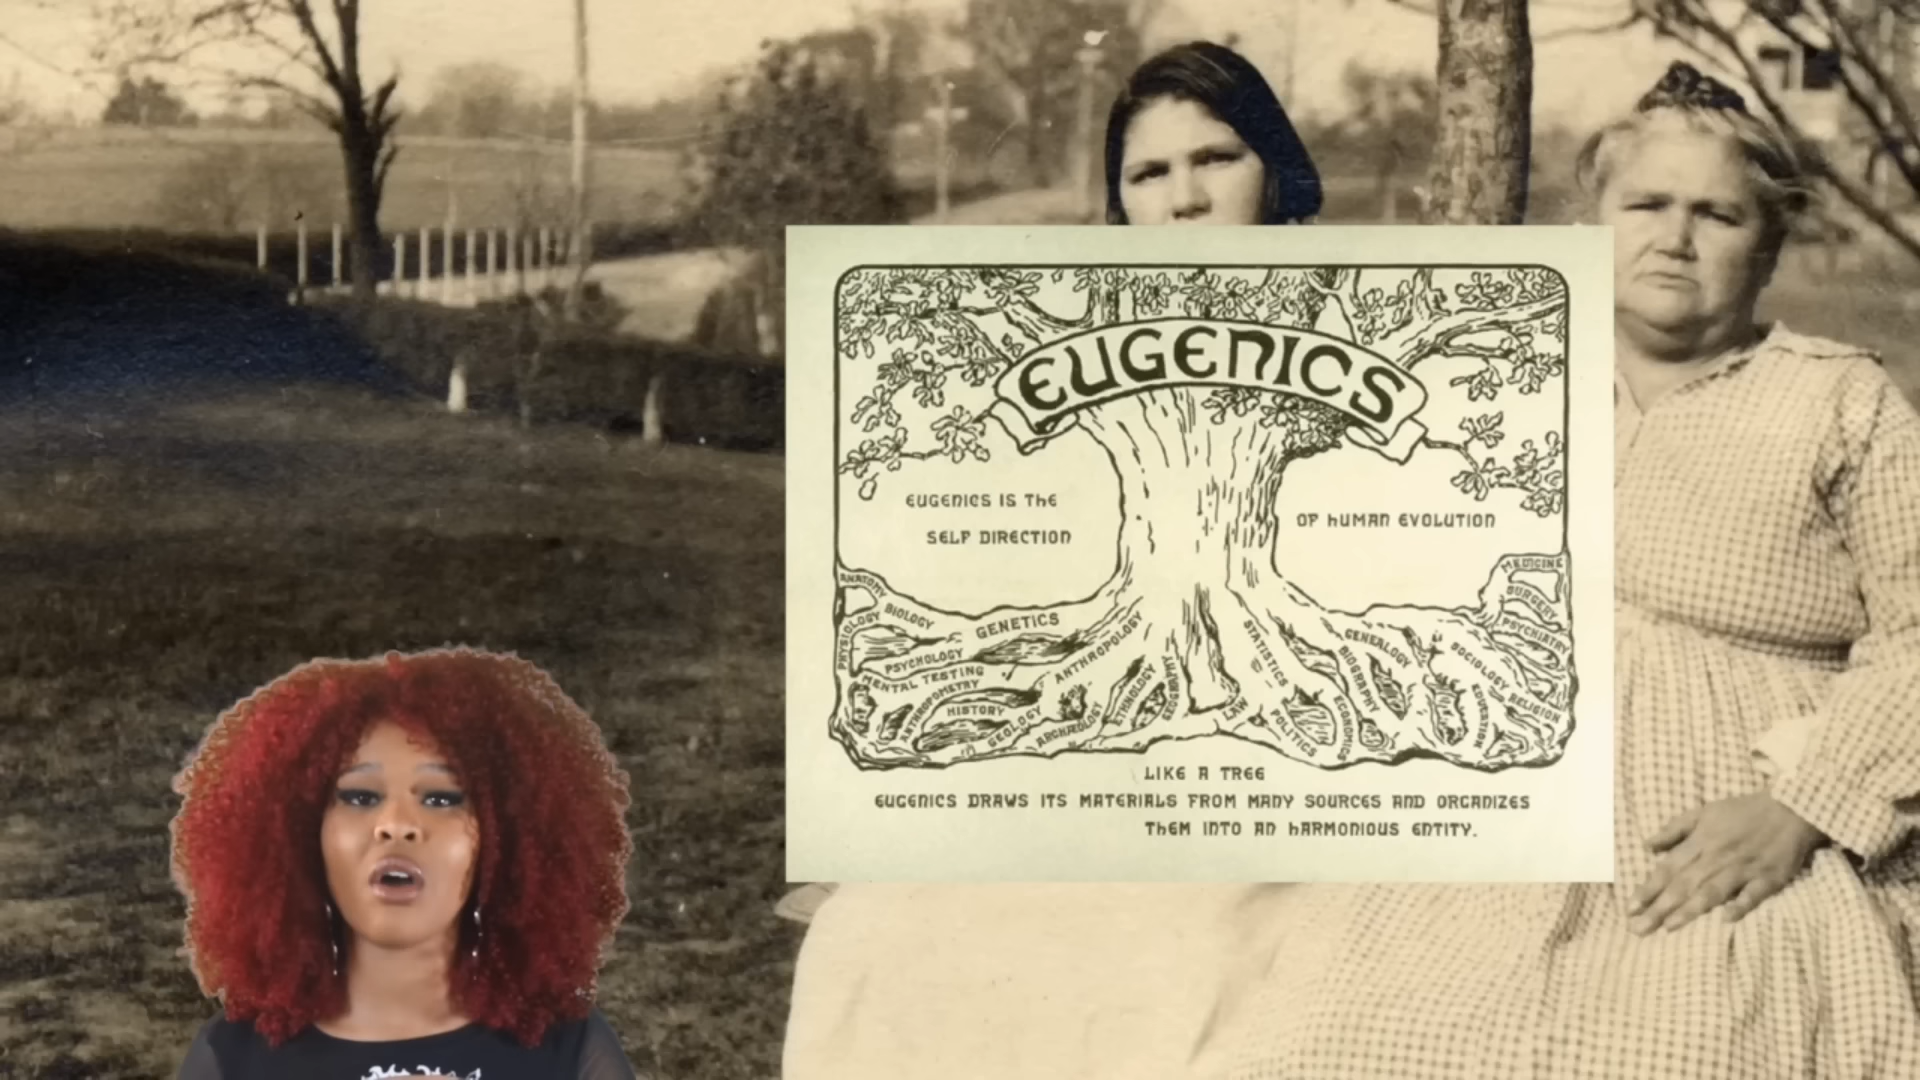 EUGENICS
EUGENICS IS THE
SELF DIRECTION
OF HUMAN EVOLUTION
ANATOMY
BIOLOGY
PHYSIOLOGY
GENETICS
PSYCHOLOGY
MENTAL TESTING
ANTHROPOMETRY
HISTORY
GEOLOGY
ANTHROPOLOGY
ARCHÆOLOGY
ETHNOLOGY
GEOGRAPHY
LAW
STATISTICS
POLITICS
ECONOMICS
GENEALOGY
BIOGRAPHY
MEDICINE
SURGERY
PSYCHIATRY
SOCIOLOGY
RELIGION
EDUCATION
LIKE A TREE
EUGENICS DRAWS ITS MATERIALS FROM MANY SOURCES AND ORGANIZES
THEM INTO AN HARMONIOUS ENTITY.